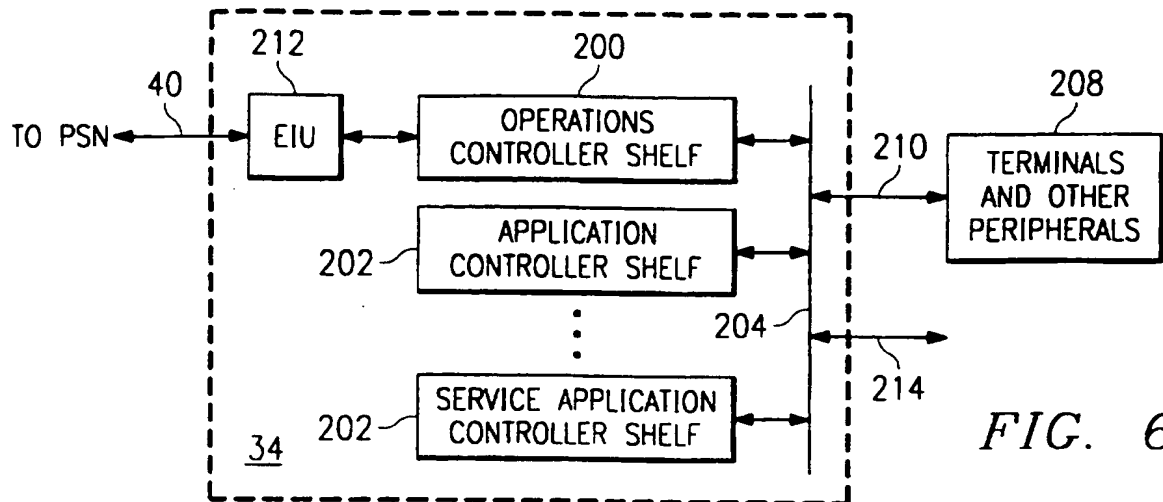 212
200
40
208
TO PSN
EIU
OPERATIONS
CONTROLLER SHELF
210
TERMINALS
AND OTHER
PERIPHERALS
202
APPLICATION
CONTROLLER SHELF
204
214
202
SERVICE APPLICATION
CONTROLLER SHELF
34
FIG. 6